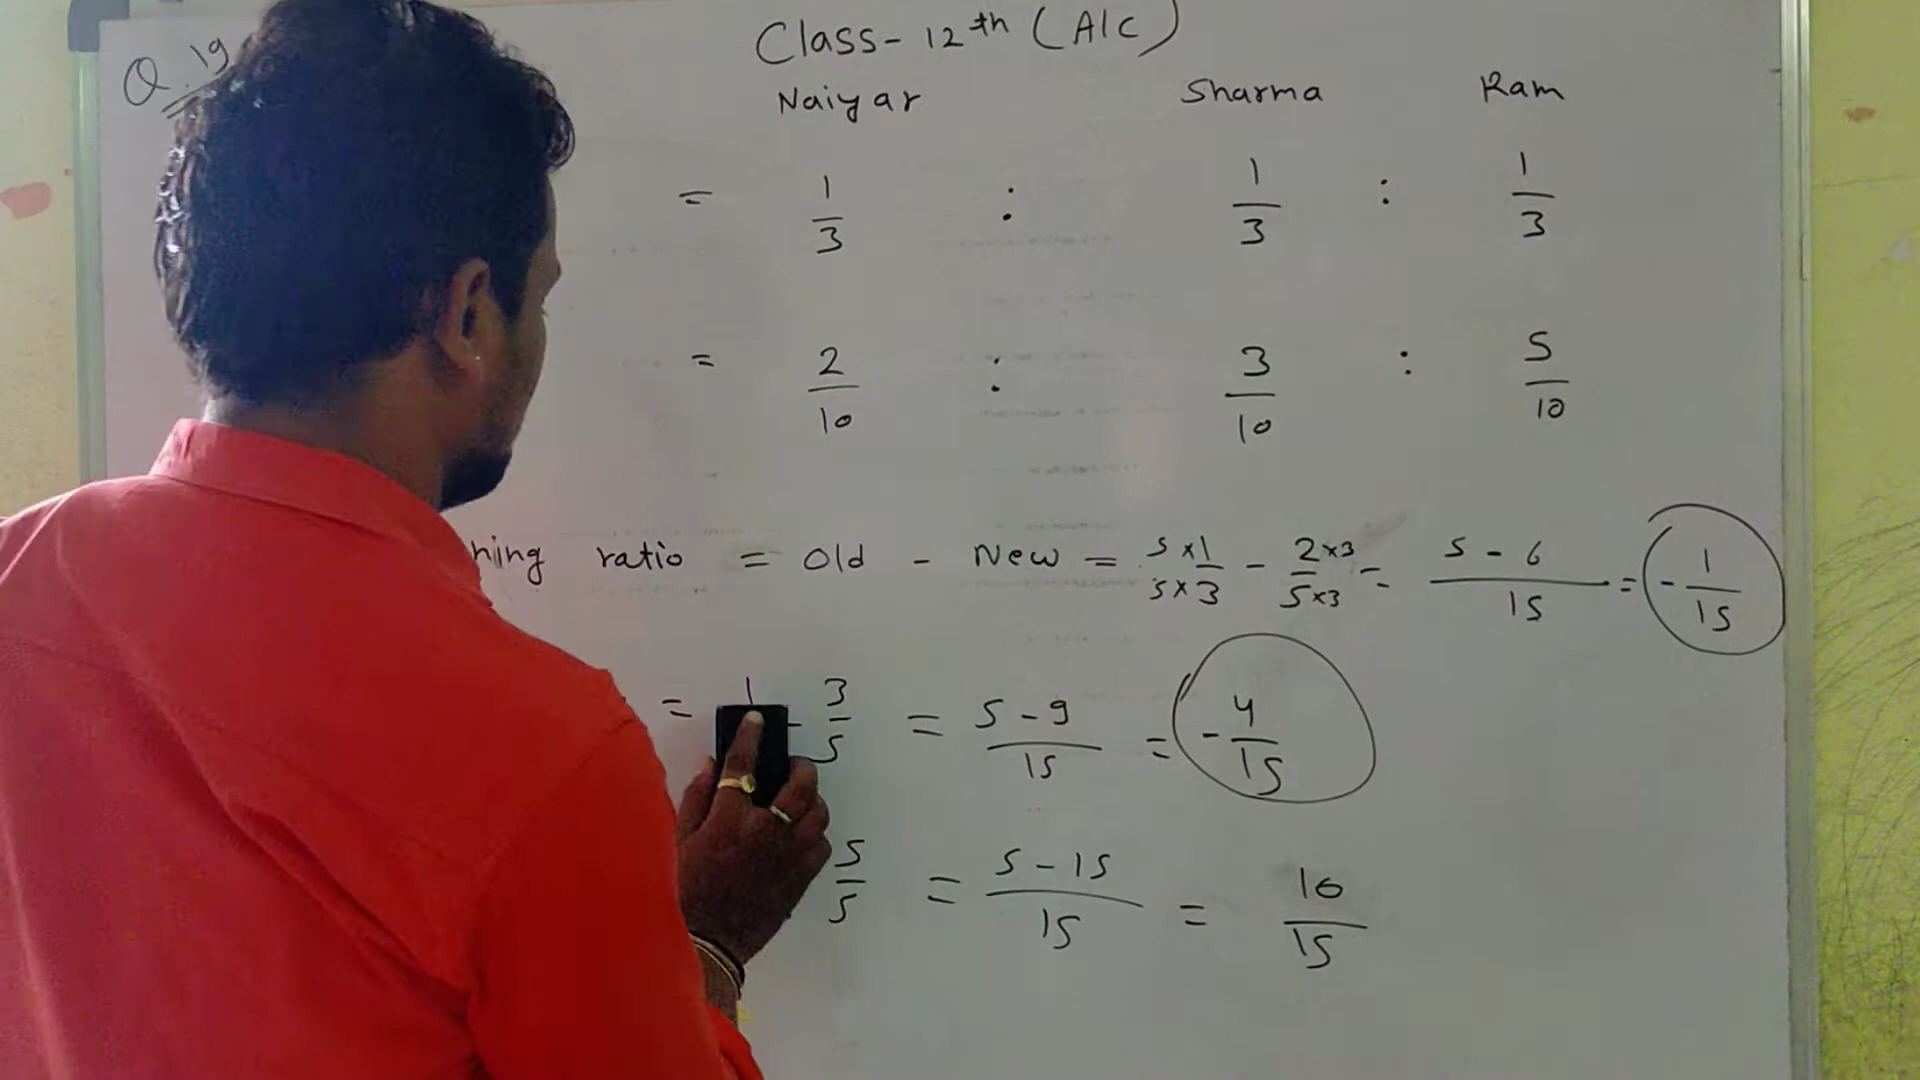 Q.19
Class-12th (A/c)
Naiyar Sharma Ram
= 1/3 : 1/3 : 1/3
= 2/10 : 3/10 : 5/10
hing ratio = Old - New = 5×1/5×3 - 2×3/5×3 = 5-6/15 = -1/15
= 1 - 3/5 = 5-9/15 = -4/15
5/5 = 5-15/15 = 10/15